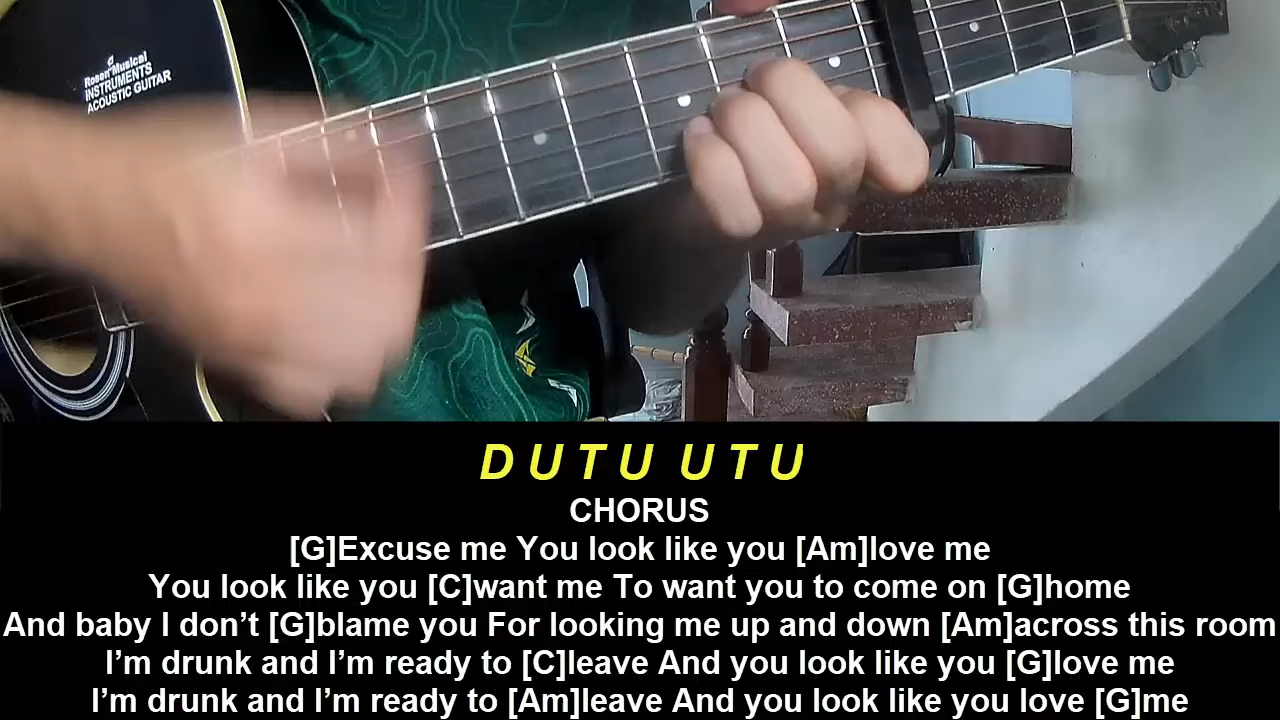 Rosen Musical
INSTRUMENTS
ACOUSTIC GUITAR
D U T U U T U
CHORUS
[G]Excuse me You look like you [Am]love me
You look like you [C]want me To want you to come on [G]home
And baby I don’t [G]blame you For looking me up and down [Am]across this room
I’m drunk and I’m ready to [C]leave And you look like you [G]love me
I’m drunk and I’m ready to [Am]leave And you look like you love [G]me